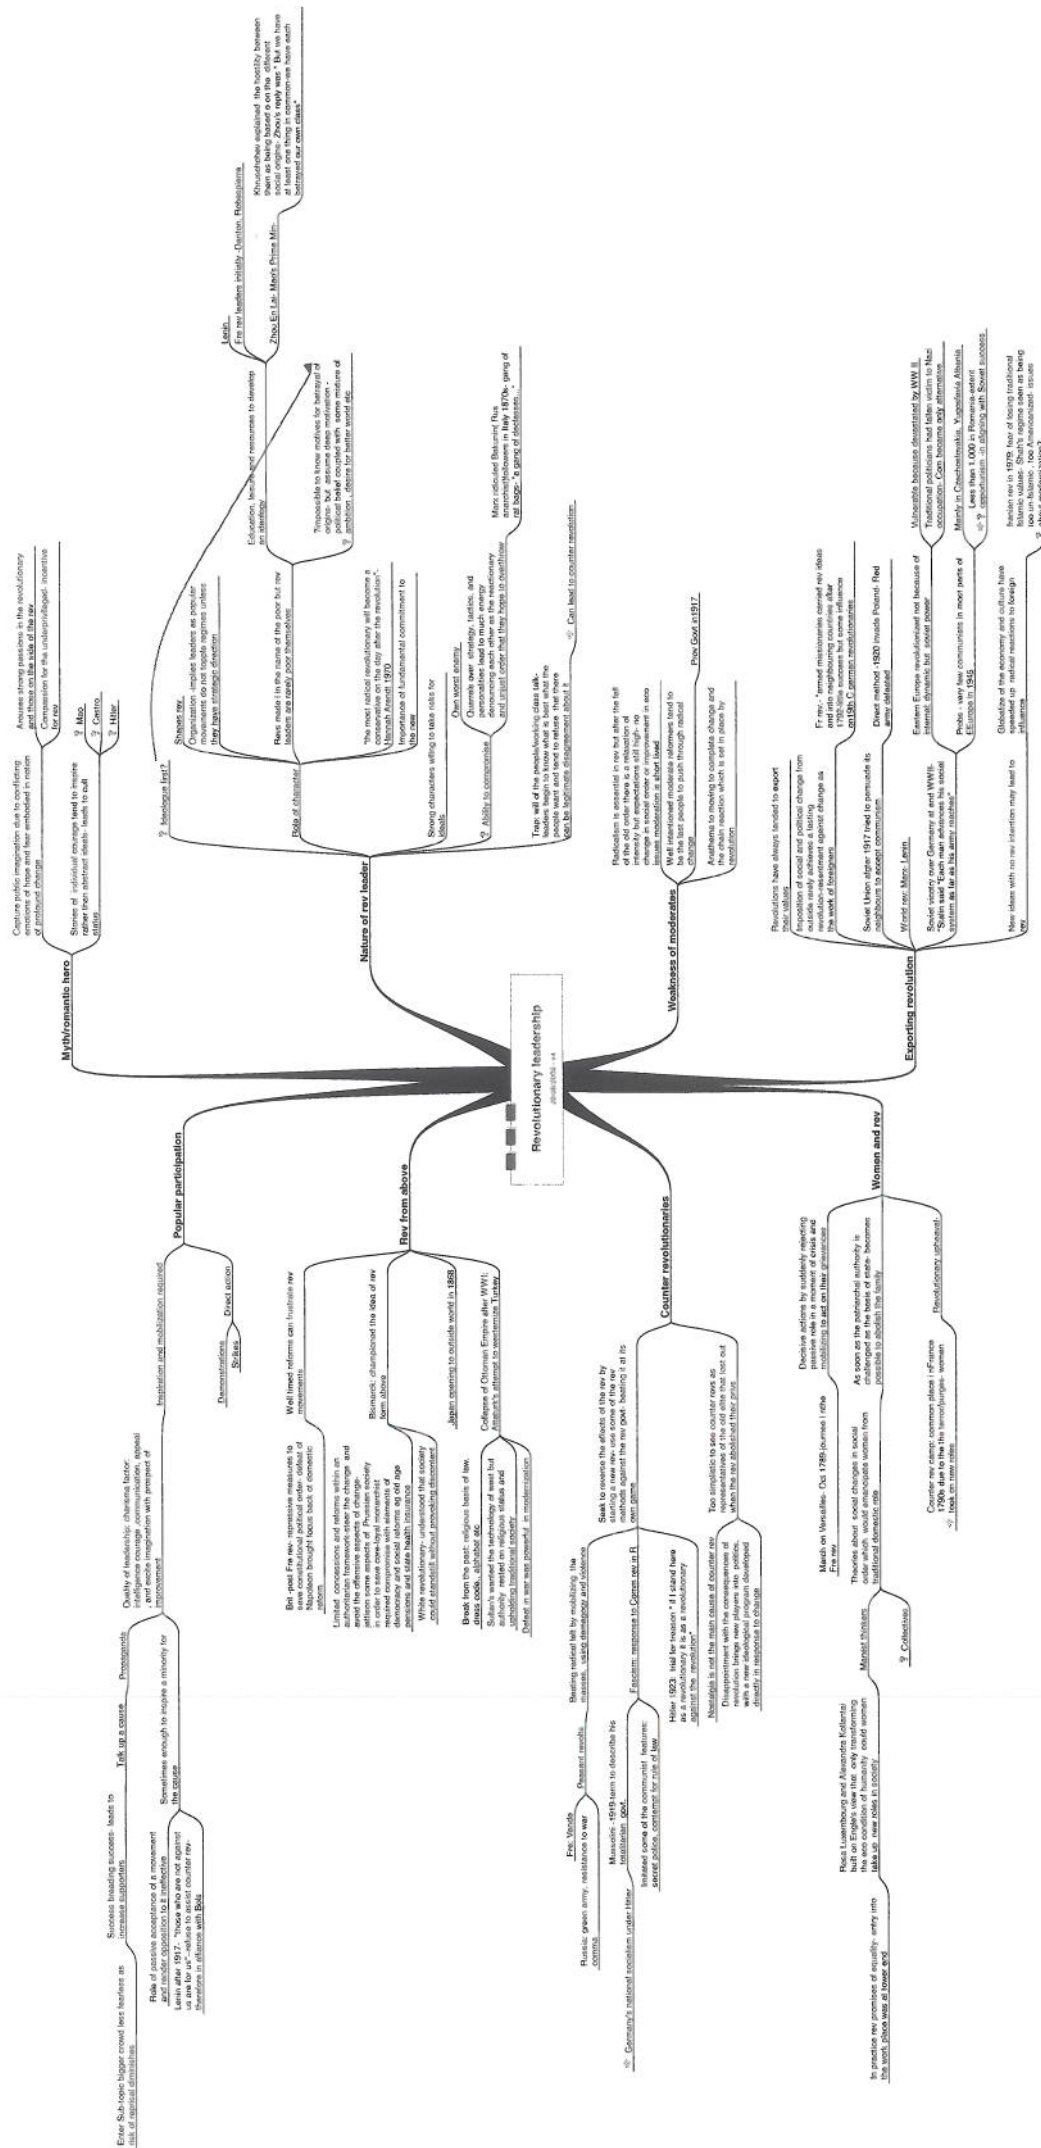 Revolutionary leadership
Myth/romantic hero
Capture public imagination due to conflicting
emotions of hope and fear embodied in notion
of profound change
Arouses strong passions in the revolutionary
and those on the side of the rev
Compassion for the underprivileged- incentive
for rev
Stories of individual courage tend to inspire
rather than abstract ideals- leads to cult
status
? Mao
? Castro
? Hitler
Nature of rev leader
? Ideologue first?
Role of character
Shapes rev
Organization -implies leaders as popular
movements do not topple regimes unless
they have strategic direction
Revs made i in the name of the poor but rev
leaders are rarely poor themselves
Education, leisure and resources to develop
an ideology
Lenin
Fre rev leaders initially -Danton, Robespierre
Zhou En Lai- Mao's Prime Min-
Khruschchev explained the hostility between
them as being based o on the different
social origins- Zhou's reply was " But we have
at least one thing in common-we have each
betrayed our own class"
?impossible to know motives for betrayal of
origins- but assume deep motivation -
political belief coupled with some mixture of
? ambition , desire for better world etc
"the most radical revolutionary will become a
conservative on the day after the revolution"-
Hannah Arendt 1970
Importance of fundamental commitment to
the new
Strong characters willing to take risks for
ideals
? Ability to compromise
Own worst enemy
Quarrels over strategy, tactics, and
personalities lead to much energy
denouncing each other as the reactionary
and unjust order that they hope to overthrow
Marx ridiculed Bakunin( Rus
anarchist)followers in Italy 1870s- gang of
rat bags- "a gang of declasses..."
Trap: will of the people/working class talk-
leaders begin to know what is best what the
people want and tend to refuse that there
can be legitimate disagreement about it
Can lead to counter revolution
Weakness of moderates
Radicalism is essential in rev but after the fall
of the old order there is a relaxation of
intensity but expectations still high- no
change in social order or improvement in eco
issues moderation is short lived
Well intentioned moderate reformers tend to
be the last people to push through radical
change
Prov Govt in1917
Anathema to moving to complete change and
the chain reaction which is set in place by
revolution
Exporting revolution
Revolutions have always tended to export
their values
Imposition of social and political change from
outside rarely achieves a lasting
revolution-resentment against change as
the work of foreigners
Fr rev.- " armed missionaries carried rev ideas
and into neighbouring countries after
1792-little success but some influence
on19th C german revolutionaries
Soviet Union afgter 1917 tried to persuade its
neighbours to accept communism
Direct method -1920 invade Poland- Red
army defeated
World rev: Marx- Lenin
Soviet vicotry over Germany at end WWII-
"Stalin said "Each man advances his social
system as far as his army reaches"
Eastern Europe revolutionized not because of
internal, dynamic but soviet power
Vulnerable because devastated by WW II
Traditional politicians had fallen victim to Nazi
occupation- Com became only alternative
Probs - very few communists in most parts of
EEurope in 1945
Mainly in Czechoslovakia, Yugoslavia Albania
Less than 1,000 in Romania-extent
? opportunism -in aligning with Soviet success
New ideas with no rev intention may lead to
rev
Globalize of the economy and culture have
speeded up radical reactions to foreign
influence
Iranian rev in 1979: fear of losing traditional
Islamic values- Shah's regime seen as being
too un-Islamic , too Americanized- issues
Popular participation
Inspiration and mobilization required
Quality of leadership: charisma factor:
intelligence courage ,communication, appeal
, and excite imagination with prospect of
improvement
Propaganda
Talk up a cause
Success breeding success- leads to
increase supporters
Enter Sub-topic bigger crowd less fearless as
risk of reprisal diminishes
Sometimes enough to inspire a minority for
the cause
Role of passive acceptance of a movement
and render opposition to it ineffective
Lenin after 1917- "those who are not against
us are for us"--refuse to assist counter rev-
therefore in alliance with Bols
Direct action
Demonstrations
Strikes
Rev from above
Well timed reforms can frustrate rev
movements
Brit -post Fre rev- repressive measures to
save constitutional political order- defeat of
Napoleon brought focus back of domestic
reform
Bismarck: championed the idea of rev
form above
Limited concessions and reforms within an
authoritarian framework-steer the change and
avoid the offensive aspects of change-
jettison some aspects of Prussian society
in order to save core-loyal monarchist
required compromise with elements of
democracy and social reforms eg old age
pensions and state health insurance
White revolutionary- understood that society
could standstill without provoking discontent
Japan opening to outside world in 1868
Collapse of Ottoman Empire after WW1:
Attaturk's attempt to westernize Turkey
Break from the past: religious basis of law,
dress code., alphabet etc
Sultan's wanted the technology of west but
authority rested on religious status and
upholding traditional society
Defeat in war was powerful in modernization
Counter revolutionaries
Seek to reverse the effects of the rev by
starting a new rev- use some of the rev
methods against the rev govt- beating it at its
own game
Beating radical left by mobilizing the
masses, using demagogy and violence
Peasant revolts
Fre: Vende
Russia: green army, resistance to war
comma
Fascism: response to Comm rev in R
Mussolini -1919-term to describe his
totalitarian govt.
Germany's national socialism under Hitler
Imitated some of the communist features:
secret police, contempt for rule of law
Hitler 1923: trial for treason " if I stand here
as a revolutionary it is as a revolutionary
against the revolution"
Too simplistic to see counter revs as
representatives of the old elite that lost out
when the rev abolished their privs
Nostalgia is not the main cause of counter rev
Disappointment with the consequences of
revolution brings new players into politics,
with a new ideological program developed
directly in response to change
Women and rev
Decisive actions by suddenly rejecting
passive role in a moment of crisis and
mobilizing to act on their grievances
March on Versailles- Oct 1789-journee i nthe
Fre rev
As soon as the patriarchal authority is
challenged as the basis of state- becomes
possible to abolish the family
Theories about social changes in social
order which would emancipate women from
traditional domestic role
Marxist thinkers
Rosa Luxembourg and Alexandra Kollantai
built on Engle's view that only transforming
the eco condition of humanity could women
take up new roles in society
In practice rev promises of equality- entry into
the work place was at lower end
? Collectives
Revolutionary upheaval-
Counter rev camp: common place i nFrance
1790s due to the the terror/purges- women
took on new roles